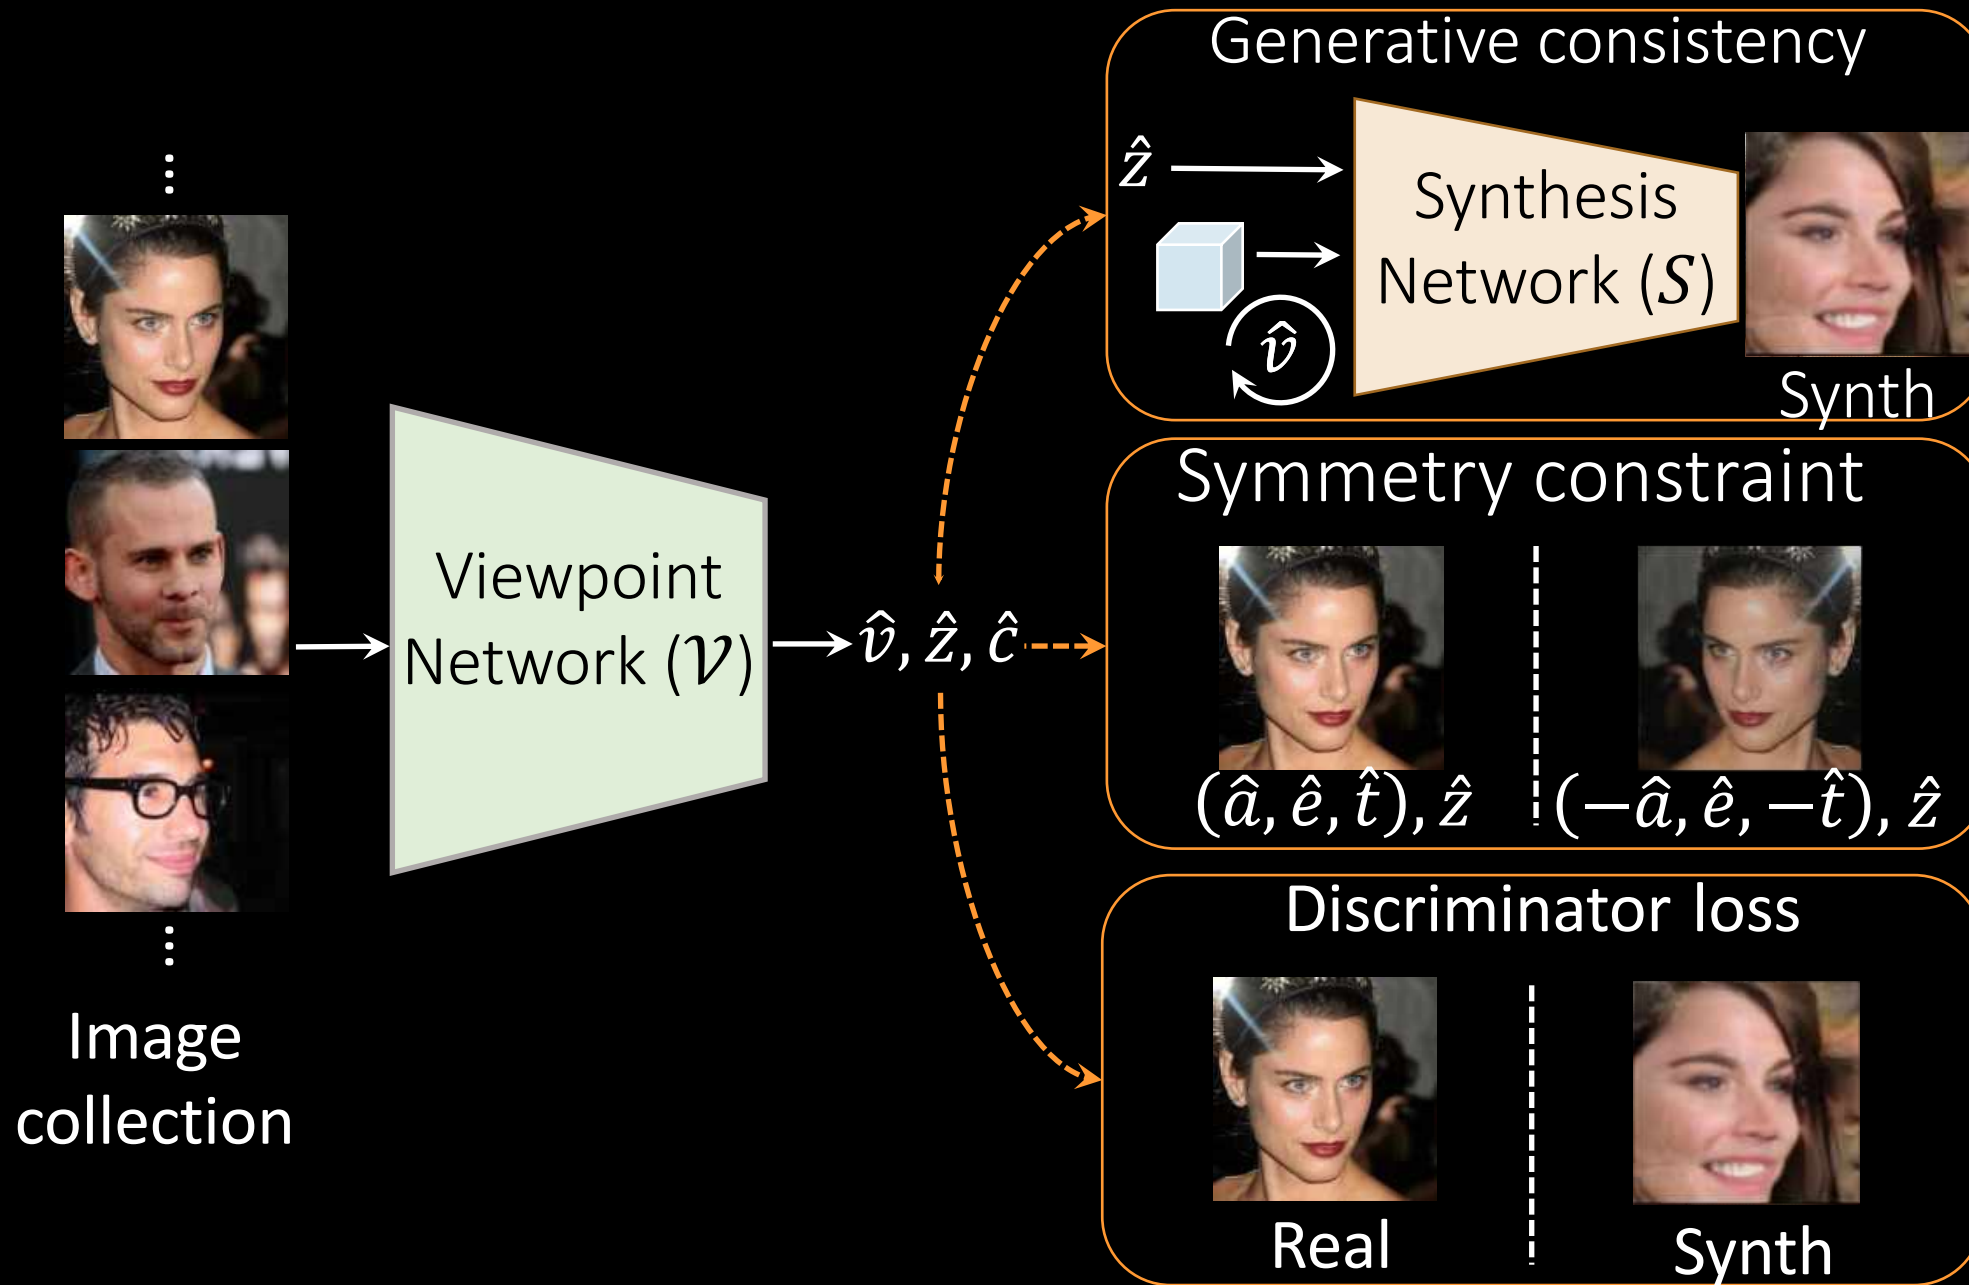 Generative consistency
ẑ
Synthesis
Network (S)
v̂
Synth
Viewpoint
Network (𝒱)
v̂, ẑ, ĉ
Symmetry constraint
(â, ê, t̂), ẑ
(−â, ê, −t̂), ẑ
Discriminator loss
Real
Synth
Image
collection